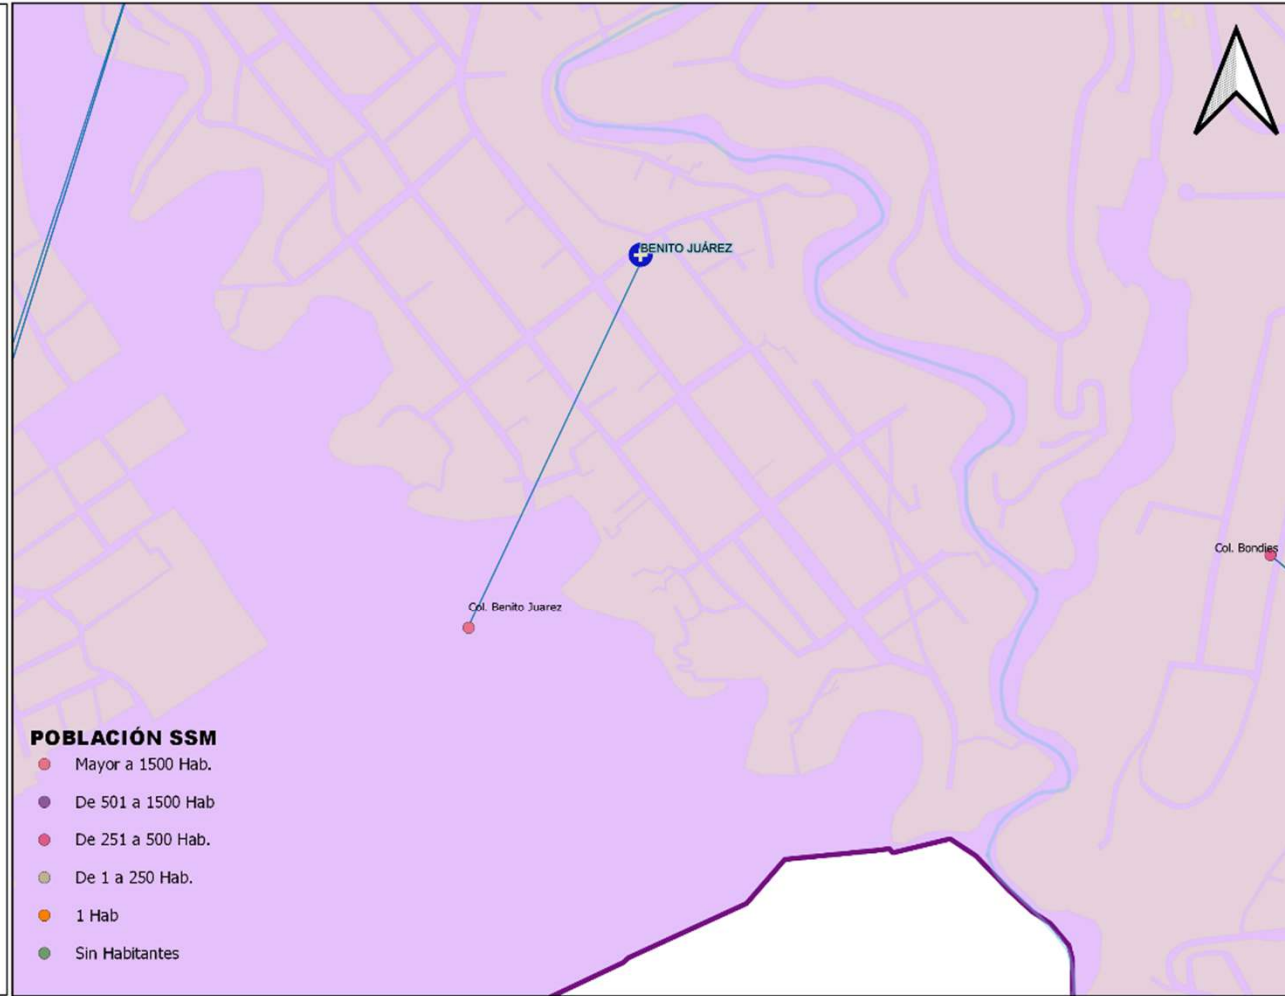 BENITO JUÁREZ
Col. Bondies
Col. Benito Juarez
POBLACIÓN SSM
Mayor a 1500 Hab.
De 501 a 1500 Hab
De 251 a 500 Hab.
De 1 a 250 Hab.
1 Hab
Sin Habitantes